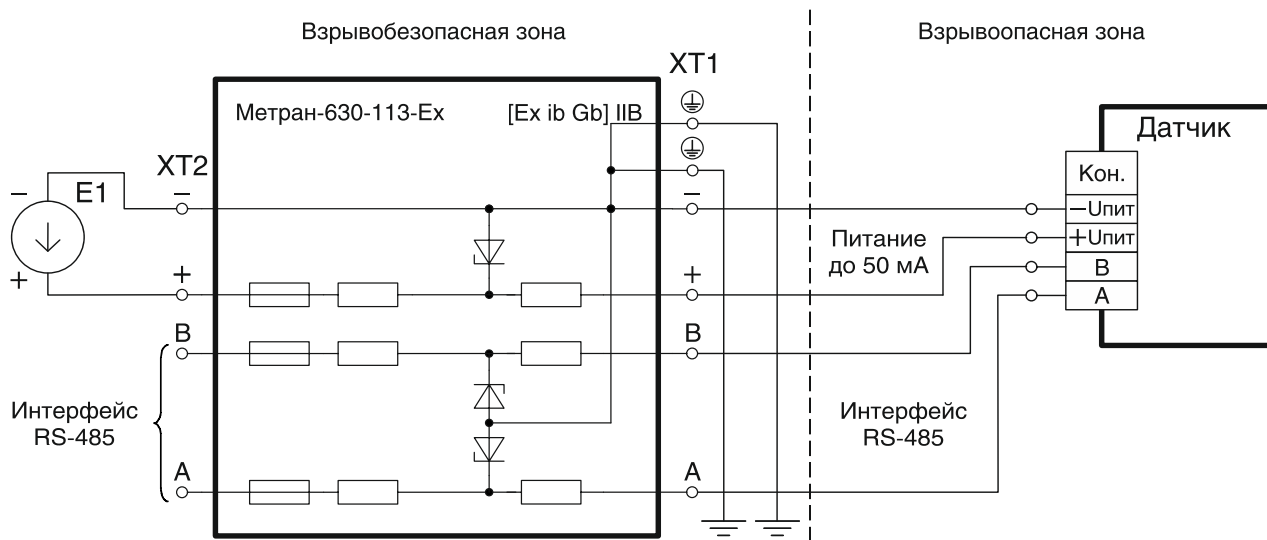 Взрывобезопасная зона
Взрывоопасная зона
XT1
Метран-630-113-Ex
[Ex ib Gb] IIB
Датчик
XT2
E1
−
+
−
+
B
A
−
+
B
A
Кон.
−Uпит
+Uпит
B
A
Питание
до 50 мА
Интерфейс
RS-485
Интерфейс
RS-485